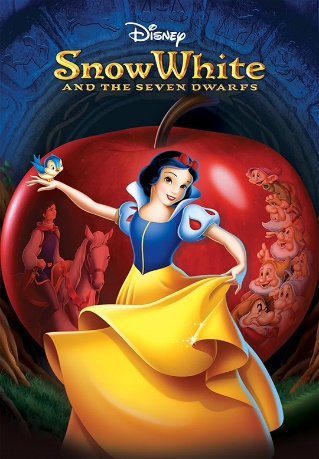 Disney
Snow White
AND THE SEVEN DWARFS